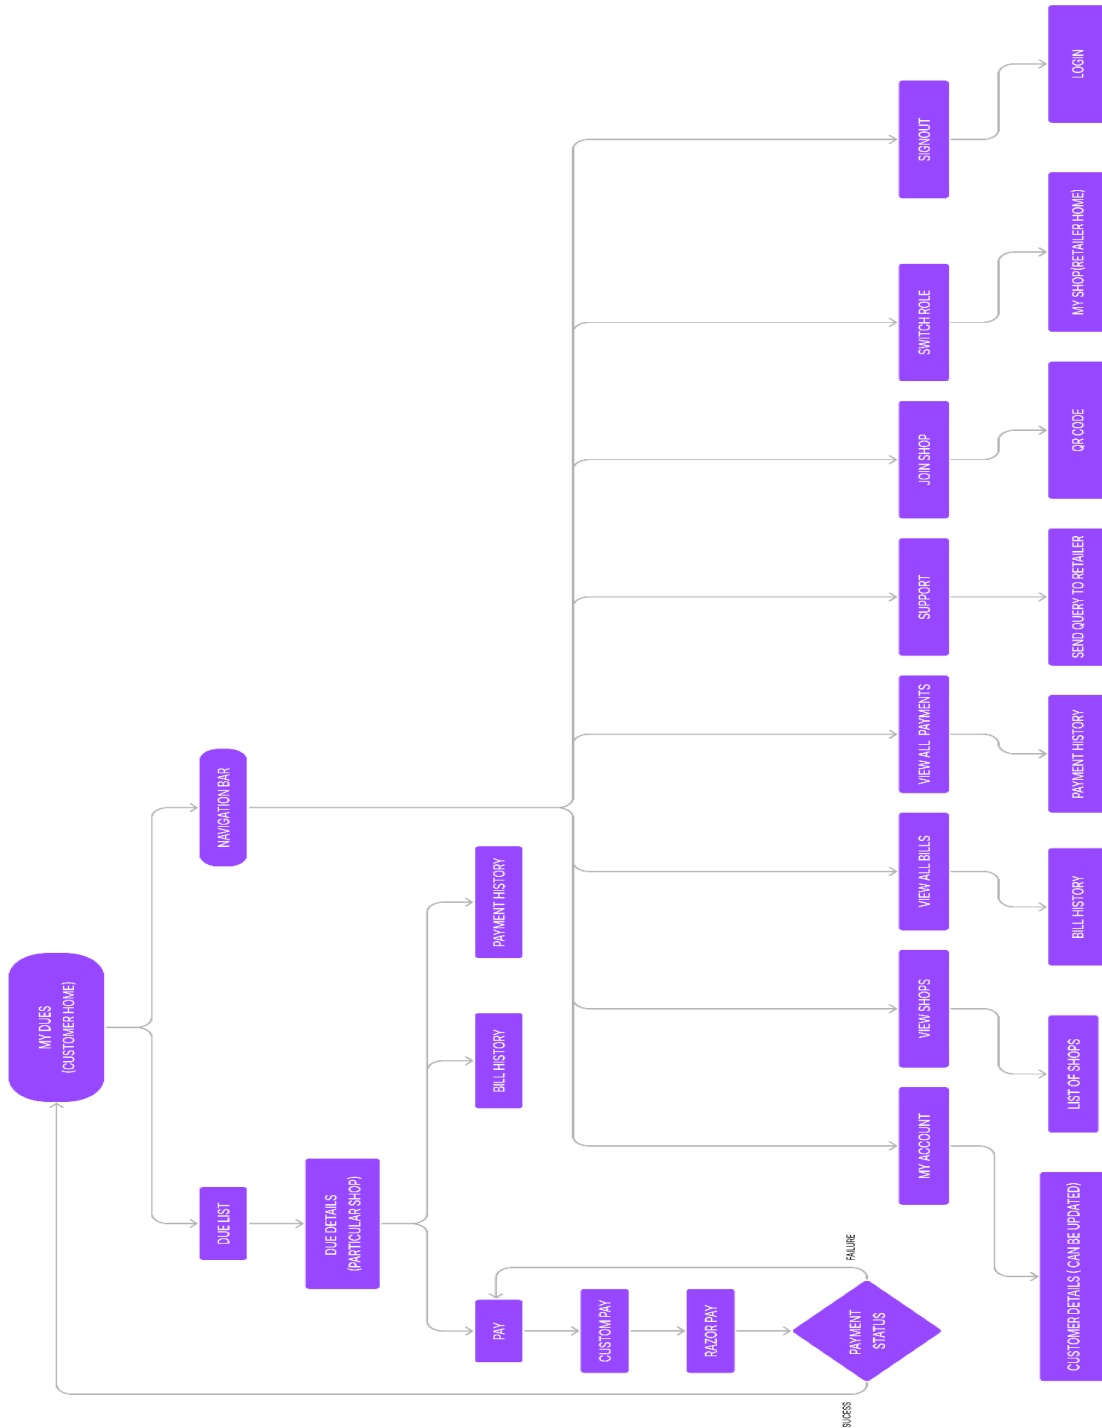 MY DUES
(CUSTOMER HOME)
DUE LIST
NAVIGATION BAR
DUE DETAILS
(PARTICULAR SHOP)
PAY
BILL HISTORY
PAYMENT HISTORY
CUSTOM PAY
RAZOR PAY
PAYMENT
STATUS
SUCESS
FAILURE
MY ACCOUNT
VIEW SHOPS
VIEW ALL BILLS
VIEW ALL PAYMENTS
SUPPORT
JOIN SHOP
SWITCH ROLE
SIGNOUT
CUSTOMER DETAILS ( CAN BE UPDATED)
LIST OF SHOPS
BILL HISTORY
PAYMENT HISTORY
SEND QUERY TO RETAILER
QR CODE
MY SHOP(RETAILER HOME)
LOGIN